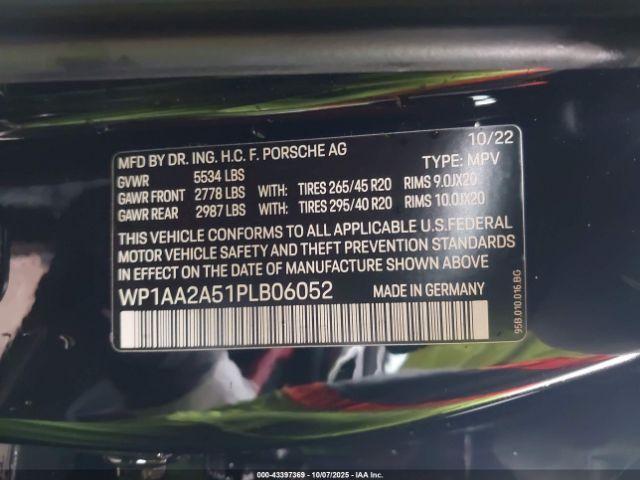 MFD BY DR. ING. H.C. F. PORSCHE AG 10/22
GVWR 5534 LBS TYPE: MPV
GAWR FRONT 2778 LBS WITH: TIRES 265/45 R20 RIMS 9.0JX20
GAWR REAR 2987 LBS WITH: TIRES 295/40 R20 RIMS 10.0JX20
THIS VEHICLE CONFORMS TO ALL APPLICABLE U.S.FEDERAL
MOTOR VEHICLE SAFETY AND THEFT PREVENTION STANDARDS
IN EFFECT ON THE DATE OF MANUFACTURE SHOWN ABOVE.
WP1AA2A51PLB06052 MADE IN GERMANY
95B.010.016 BG
000-43397369 - 10/07/2025 - IAA Inc.